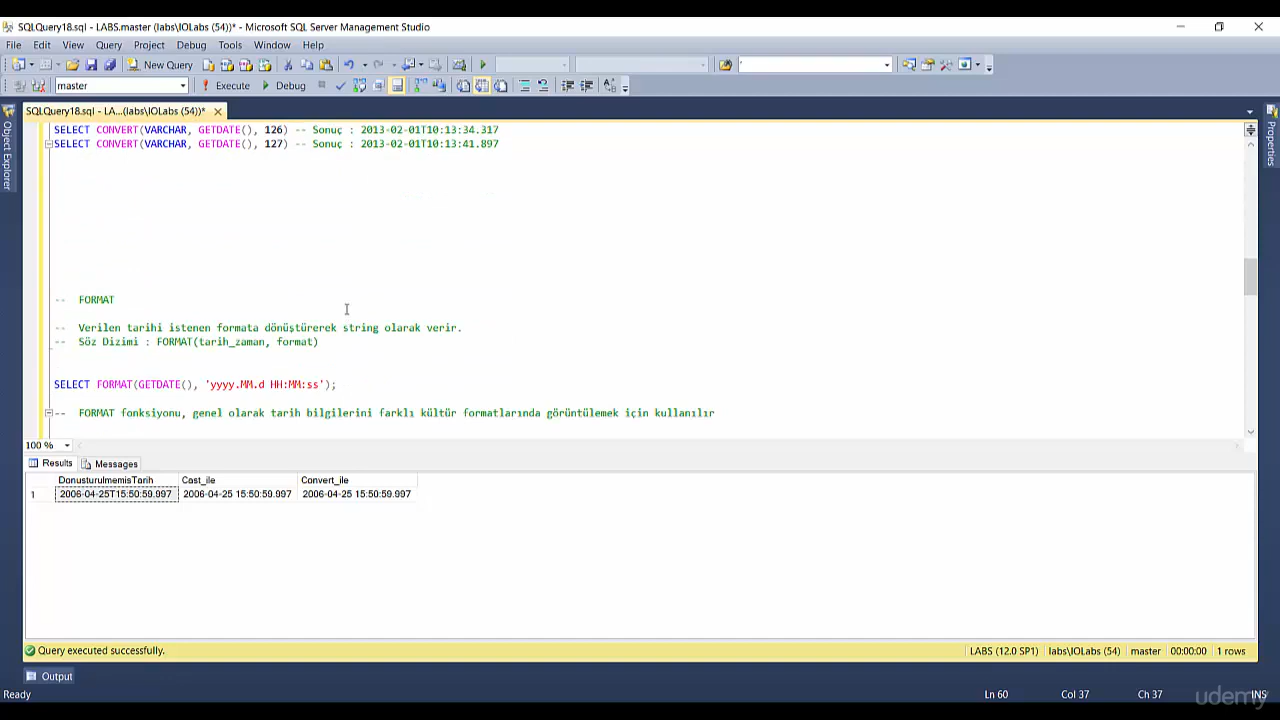 SQLQuery18.sql - LABS.master (labs\IOLabs (54))* - Microsoft SQL Server Management Studio
File Edit View Query Project Debug Tools Window Help
New Query
master Execute Debug
SQLQuery18.sql - LA...(labs\IOLabs (54))*
Object Explorer
Properties
SELECT CONVERT(VARCHAR, GETDATE(), 126) -- Sonuç : 2013-02-01T10:13:34.317
SELECT CONVERT(VARCHAR, GETDATE(), 127) -- Sonuç : 2013-02-01T10:13:41.897
-- FORMAT
-- Verilen tarihi istenen formata dönüştürerek string olarak verir.
-- Söz Dizimi : FORMAT(tarih_zaman, format)
SELECT FORMAT(GETDATE(), 'yyyy.MM.d HH:MM:ss');
-- FORMAT fonksiyonu, genel olarak tarih bilgilerini farklı kültür formatlarında görüntülemek için kullanılır
100 %
Results Messages
DonusturulmemisTarih Cast_ile Convert_ile
1 2006-04-25T15:50:59.997 2006-04-25 15:50:59.997 2006-04-25 15:50:59.997
Query executed successfully. LABS (12.0 SP1) labs\IOLabs (54) master 00:00:00 1 rows
Output
Ready Ln 60 Col 37 Ch 37 INS
udemy